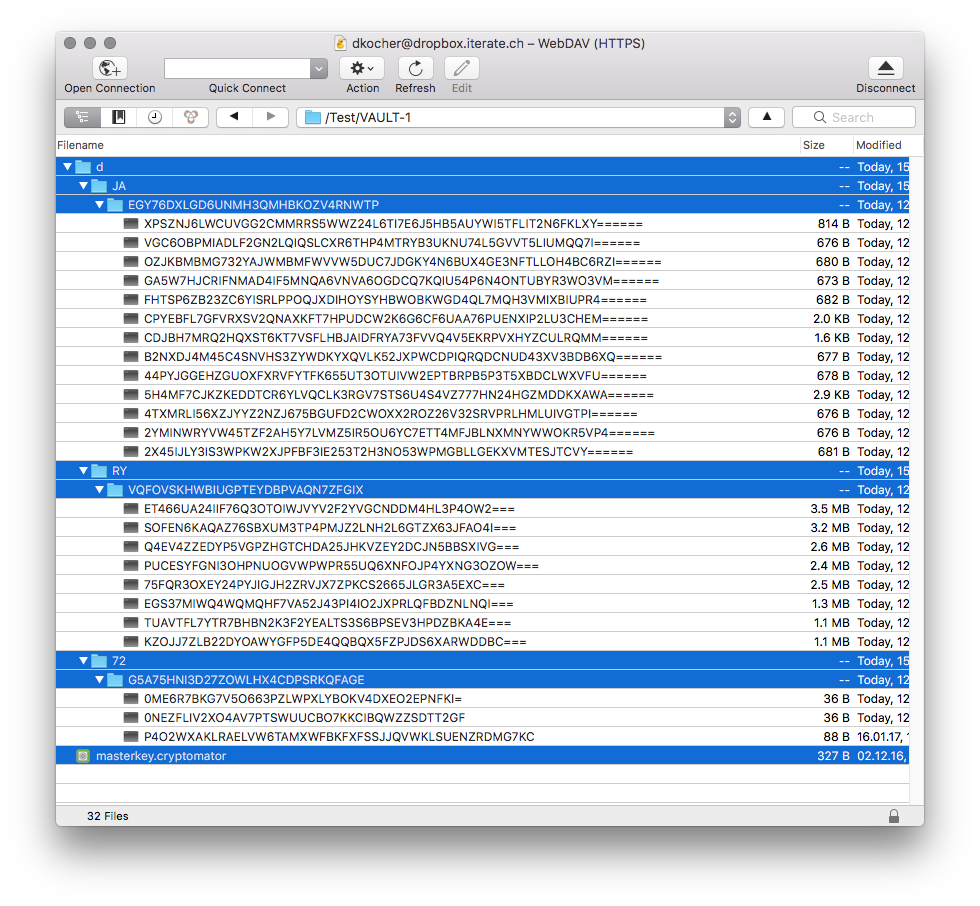 dkocher@dropbox.iterate.ch – WebDAV (HTTPS)
Open Connection Quick Connect Action Refresh Edit Disconnect
/Test/VAULT-1 Search
Filename Size Modified
d -- Today, 15
JA -- Today, 15
EGY76DXLGD6UNMH3QMHBKOZV4RNWTP -- Today, 12
XPSZNJ6LWCUVGG2CMMRRS5WWZ24L6TI7E6J5HB5AUYWI5TFLIT2N6FKLXY====== 814 B Today, 12
VGC6OBPMIADLF2GN2LQIQSLCXR6THP4MTRYB3UKNU74L5GVVT5LIUMQQ7I====== 676 B Today, 12
OZJKBMBMG732YAJWMBMFWVVW5DUC7JDGKY4N6BUX4GE3NFTLLOH4BC6RZI====== 680 B Today, 12
GA5W7HJCRIFNMAD4IF5MNQA6VNVA6OGDCQ7KQIU54P6N4ONTUBYR3WO3VM====== 673 B Today, 12
FHTSP6ZB23ZC6YISRLPPOQJXDIHOYSYHBWOBKWGD4QL7MQH3VMIXBIUPR4====== 682 B Today, 12
CPYEBFL7GFVRXSV2QNAXKFT7HPUDCW2K6G6CF6UAA76PUENXIP2LU3CHEM====== 2.0 KB Today, 12
CDJBH7MRQ2HQXST6KT7VSFLHBJAIDFRYA73FVVQ4V5EKRPVXHYZCULRQMM====== 1.6 KB Today, 12
B2NXDJ4M45C4SNVHS3ZYWDKYXQVLK52JXPWCDPIQRQDCNUD43XV3BDB6XQ====== 677 B Today, 12
44PYJGGEHZGUOXFXRVFYTFK655UT3OTUIVW2EPTBRPB5P3T5XBDCLWXVFU====== 678 B Today, 12
5H4MF7CJKZKEDDTCR6YLVQCLK3RGV7STS6U4S4VZ777HN24HGZMDDKXAWA====== 2.9 KB Today, 12
4TXMRLI56XZJYYZ2NZJ675BGUFD2CWOXX2ROZ26V32SRVPRLHMLUIVGTPI====== 676 B Today, 12
2YMINWRYVW45TZF2AH5Y7LVMZ5IR5OU6YC7ETT4MFJBLNXMNYWWOKR5VP4====== 676 B Today, 12
2X45IJLY3IS3WPKW2XJPFBF3IE253T2H3NO53WPMGBLLGEKXVMTESJTCVY====== 681 B Today, 12
RY -- Today, 15
VQFOVSKHWBIUGPTEYDBPVAQN7ZFGIX -- Today, 12
ET466UA24IIF76Q3OTOIWJVYV2F2YVGCNDDM4HL3P4OW2=== 3.5 MB Today, 12
SOFEN6KAQAZ76SBXUM3TP4PMJZ2LNH2L6GTZX63JFAO4I=== 3.2 MB Today, 12
Q4EV4ZZEDYP5VGPZHGTCHDA25JHKVZEY2DCJN5BBSXIVG=== 2.6 MB Today, 12
PUCESYFGNI3OHPNUOGVWPWPR55UQ6XNFOJP4YXNG3OZOW=== 2.4 MB Today, 12
75FQR3OXEY24PYJIGJH2ZRVJX7ZPKCS2665JLGR3A5EXC=== 2.5 MB Today, 12
EGS37MIWQ4WQMQHF7VA52J43PI4IO2JXPRLQFBDZNLNQI=== 1.3 MB Today, 12
TUAVTFL7YTR7BHBN2K3F2YEALTS3S6BPSEV3HPDZBKA4E=== 1.1 MB Today, 12
KZOJJ7ZLB22DYOAWYGFP5DE4QQBQX5FZPJDS6XARWDDBC=== 1.1 MB Today, 12
72 -- Today, 15
G5A75HNI3D27ZOWLHX4CDPSRKQFAGE -- Today, 12
0ME6R7BKG7V5O663PZLWPXLYBOKV4DXEO2EPNFKI= 36 B Today, 12
0NEZFLIV2XO4AV7PTSWUUCBO7KKCIBQWZZSDTT2GF 36 B Today, 12
P4O2WXAKLRAELVW6TAMXWFBKFXFSSJJQVWKLSUENZRDMG7KC 88 B 16.01.17, 1
masterkey.cryptomator 327 B 02.12.16,
32 Files